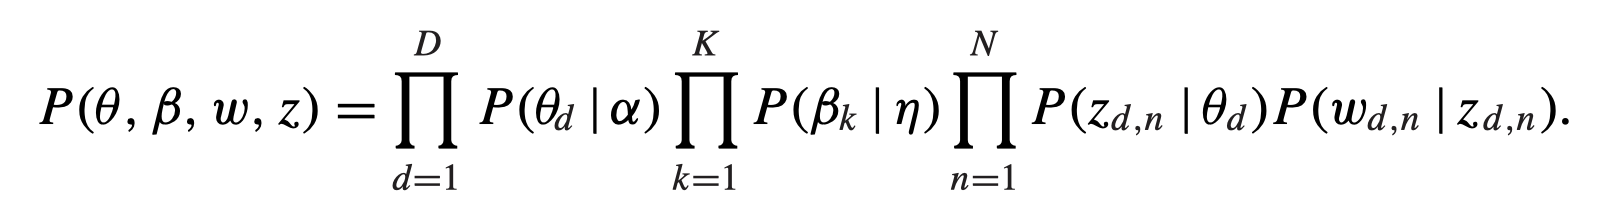 P(θ, β, w, z) = ∏_{d=1}^{D} P(θ_d | α) ∏_{k=1}^{K} P(β_k | η) ∏_{n=1}^{N} P(z_{d,n} | θ_d)P(w_{d,n} | z_{d,n}).